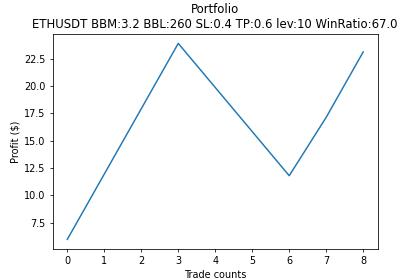 Portfolio
ETHUSDT BBM:3.2 BBL:260 SL:0.4 TP:0.6 lev:10 WinRatio:67.0
22.5
20.0
17.5
15.0
12.5
10.0
7.5
Profit ($)
0 1 2 3 4 5 6 7 8
Trade counts